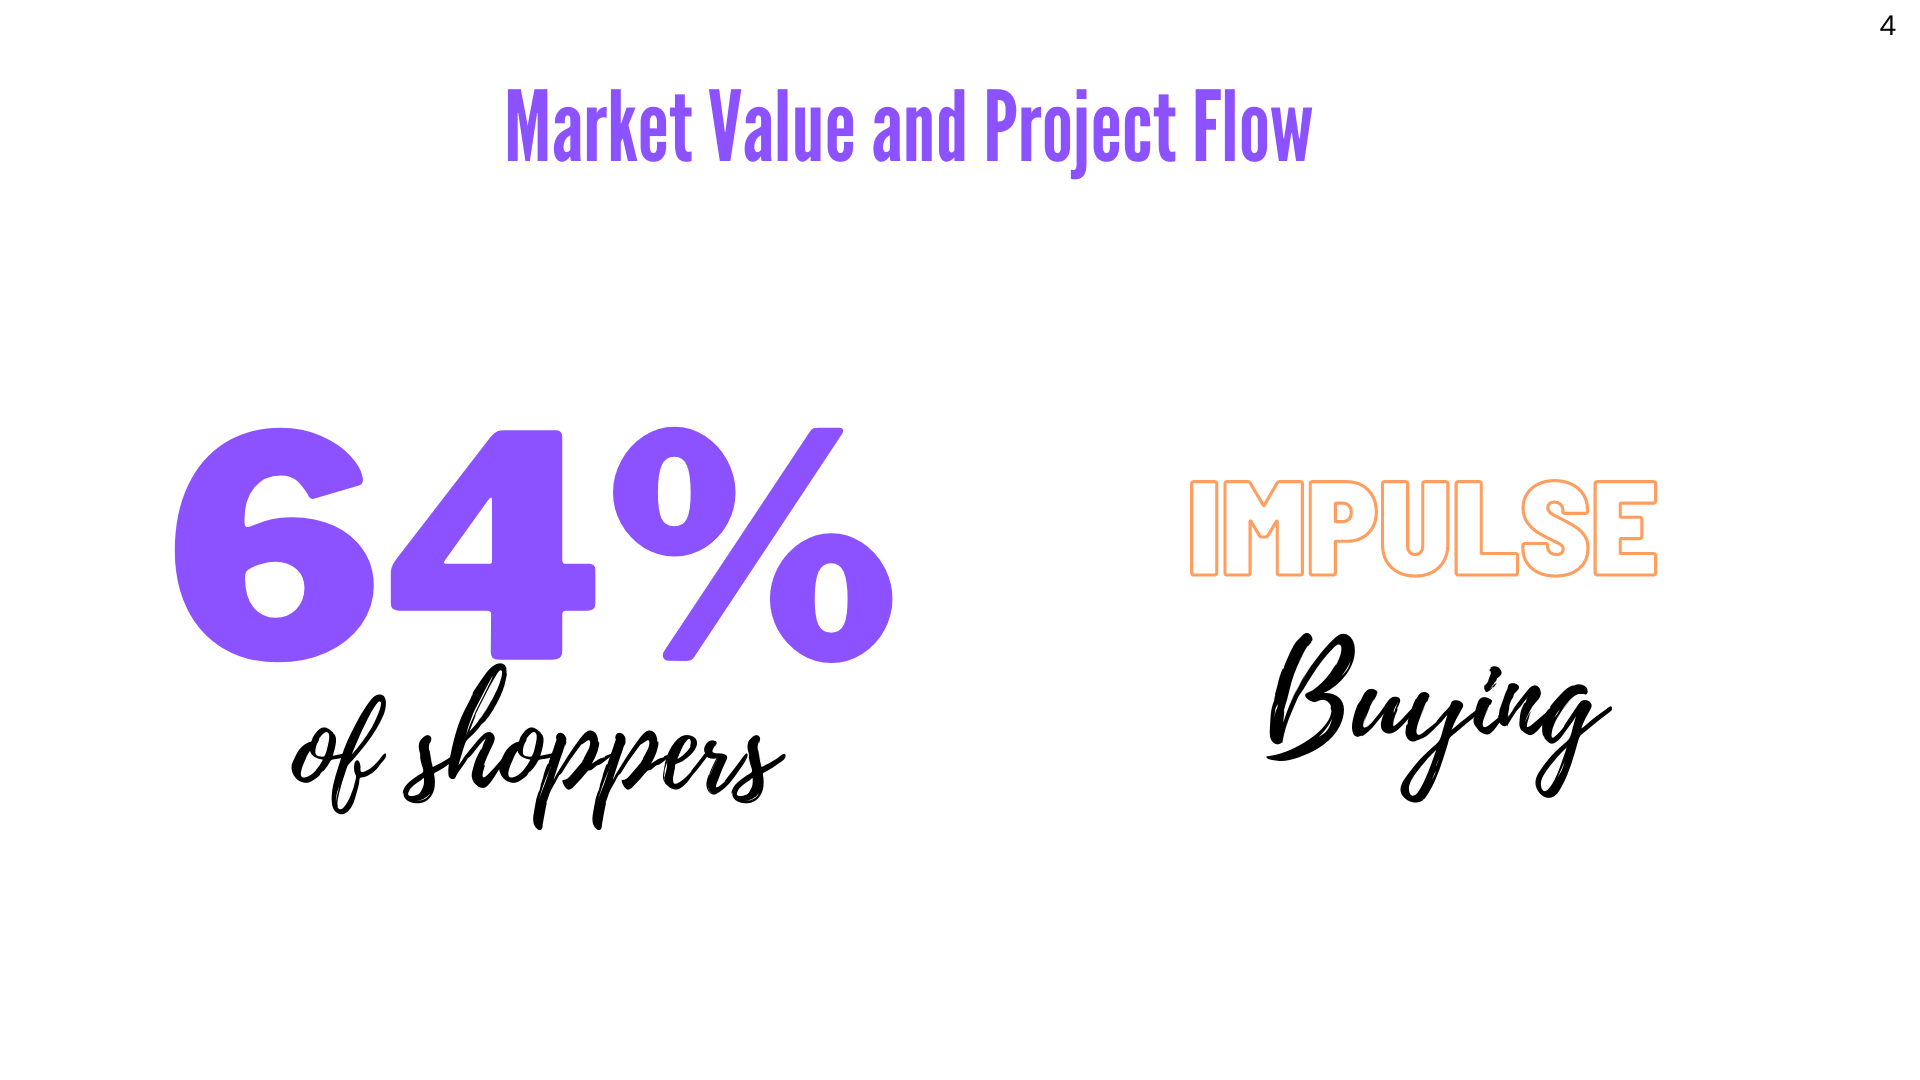 4
Market Value and Project Flow
64%
of shoppers
IMPULSE
Buying